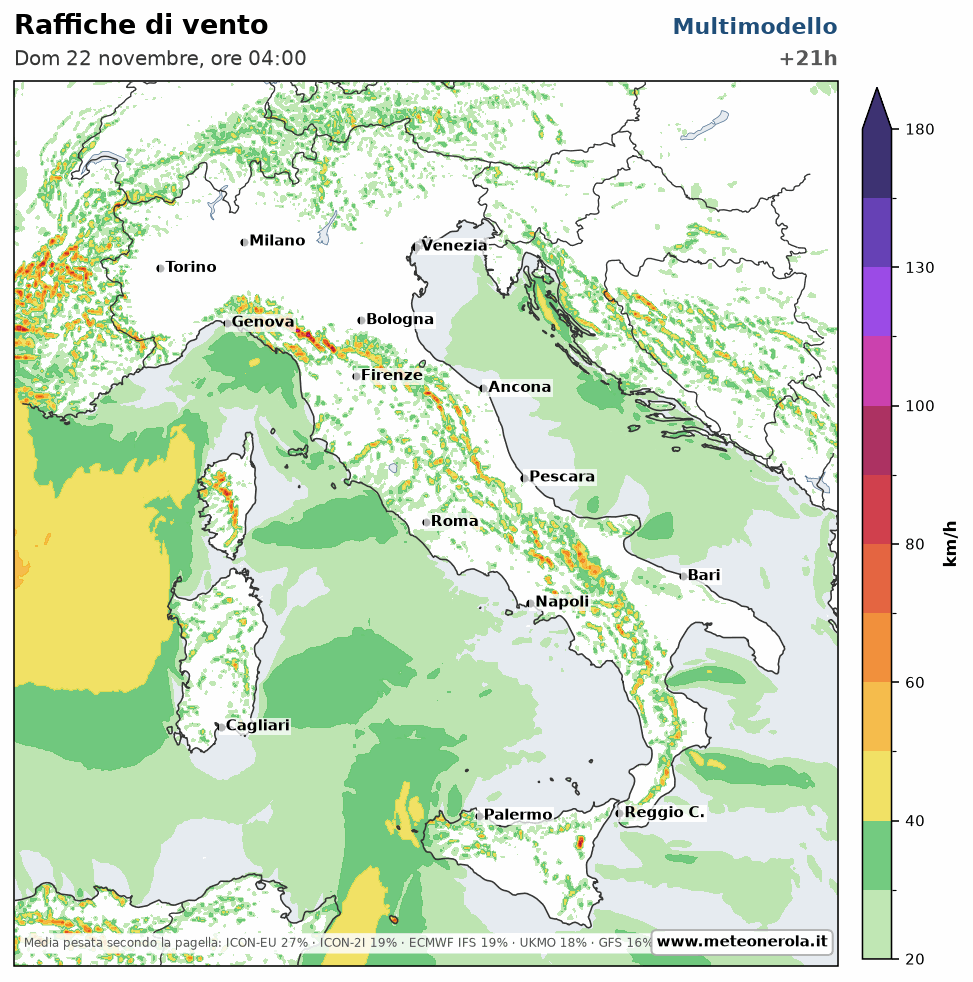 Raffiche di vento
Multimodello
Dom 22 novembre, ore 04:00
+21h
180
Milano
Venezia
Torino
130
Genova
Bologna
Firenze
Ancona
100
Pescara
Roma
80
km/h
Bari
Napoli
60
Cagliari
Palermo
Reggio C.
40
Media pesata secondo la pagella: ICON-EU 27% · ICON-2I 19% · ECMWF IFS 19% · UKMO 18% · GFS 16%
www.meteonerola.it
20